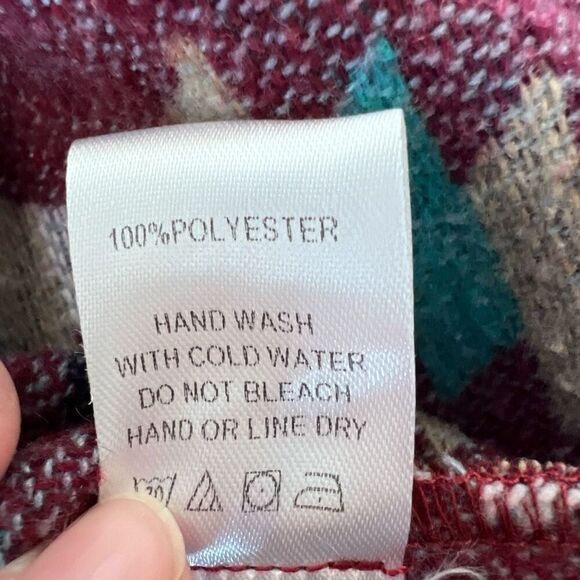 100%POLYESTER
HAND WASH
WITH COLD WATER
DO NOT BLEACH
HAND OR LINE DRY